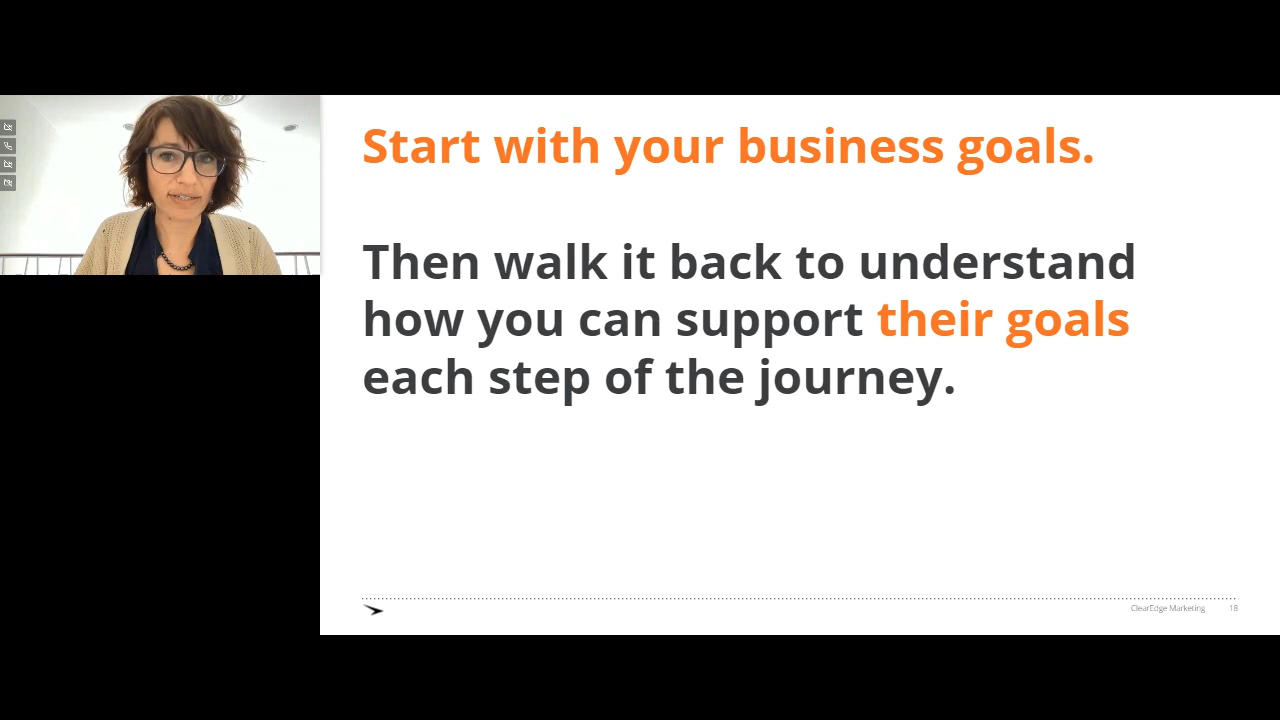 Start with your business goals.
Then walk it back to understand
how you can support their goals
each step of the journey.
ClearEdge Marketing 18